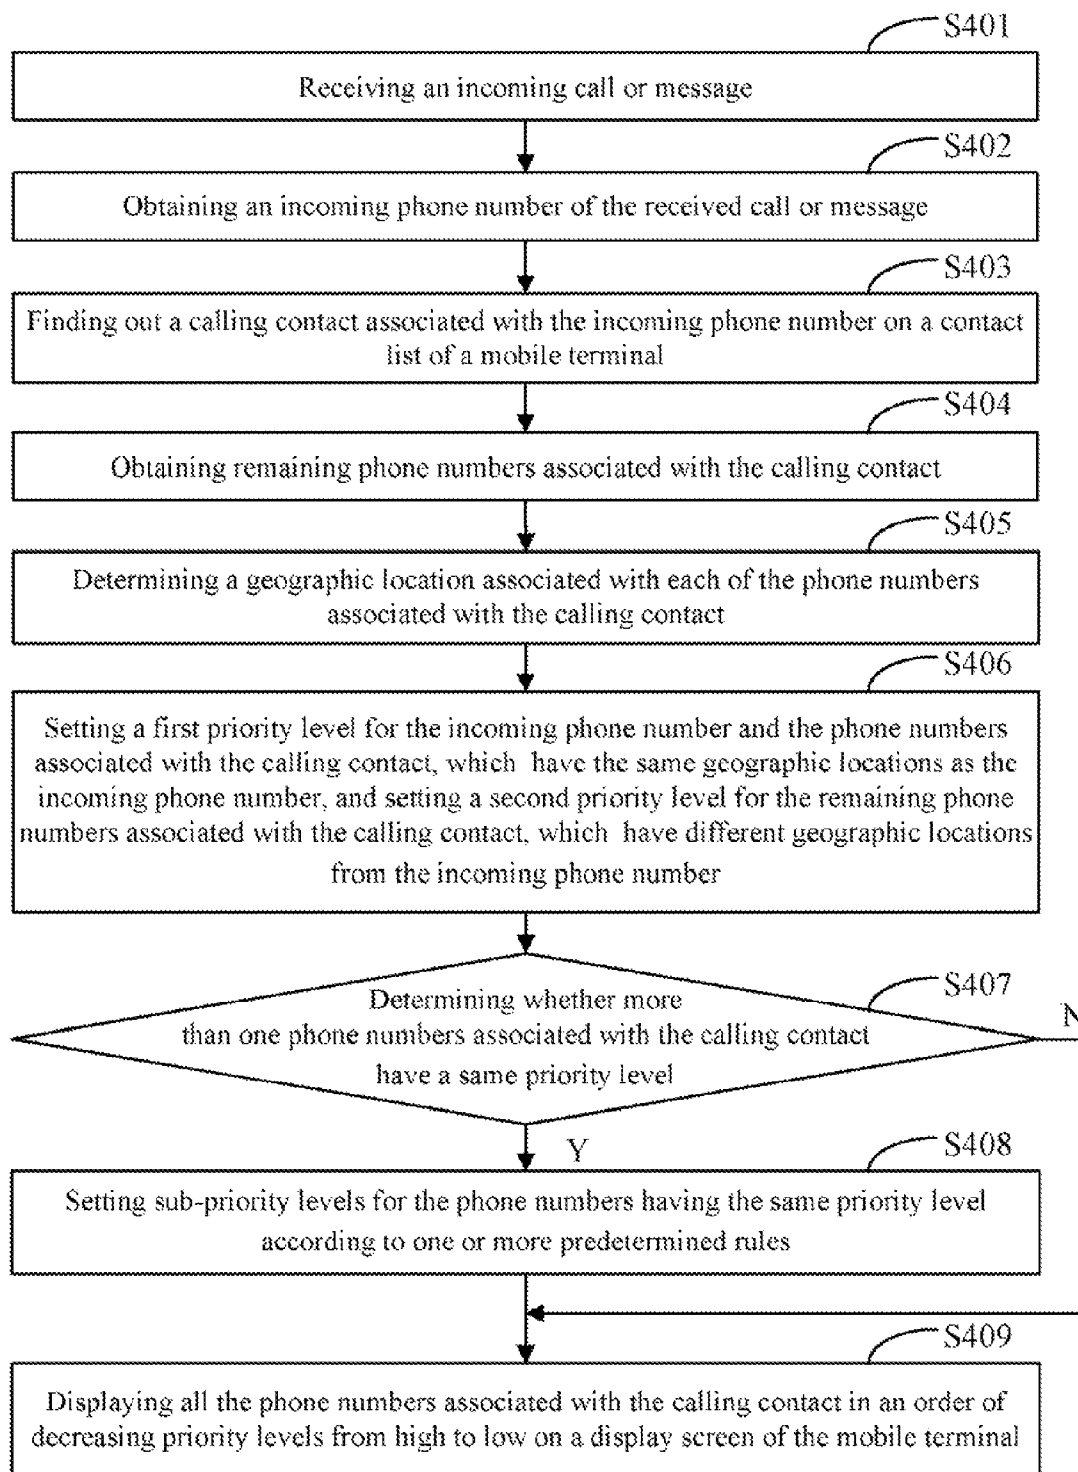 S401
Receiving an incoming call or message
S402
Obtaining an incoming phone number of the received call or message
S403
Finding out a calling contact associated with the incoming phone number on a contact
list of a mobile terminal
S404
Obtaining remaining phone numbers associated with the calling contact
S405
Determining a geographic location associated with each of the phone numbers
associated with the calling contact
S406
Setting a first priority level for the incoming phone number and the phone numbers
associated with the calling contact, which have the same geographic locations as the
incoming phone number, and setting a second priority level for the remaining phone
numbers associated with the calling contact, which have different geographic locations
from the incoming phone number
S407
Determining whether more
than one phone numbers associated with the calling contact
have a same priority level
N
Y
S408
Setting sub-priority levels for the phone numbers having the same priority level
according to one or more predetermined rules
S409
Displaying all the phone numbers associated with the calling contact in an order of
decreasing priority levels from high to low on a display screen of the mobile terminal